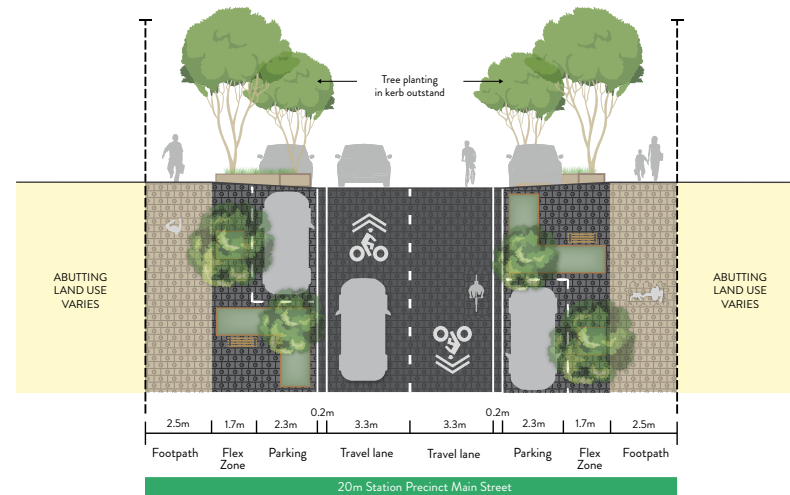 Tree planting
in kerb outstand
ABUTTING
LAND USE
VARIES
ABUTTING
LAND USE
VARIES
0.2m
0.2m
2.5m
1.7m
2.3m
3.3m
3.3m
2.3m
1.7m
2.5m
Footpath
Flex
Zone
Parking
Travel lane
Travel lane
Parking
Flex
Zone
Footpath
20m Station Precinct Main Street